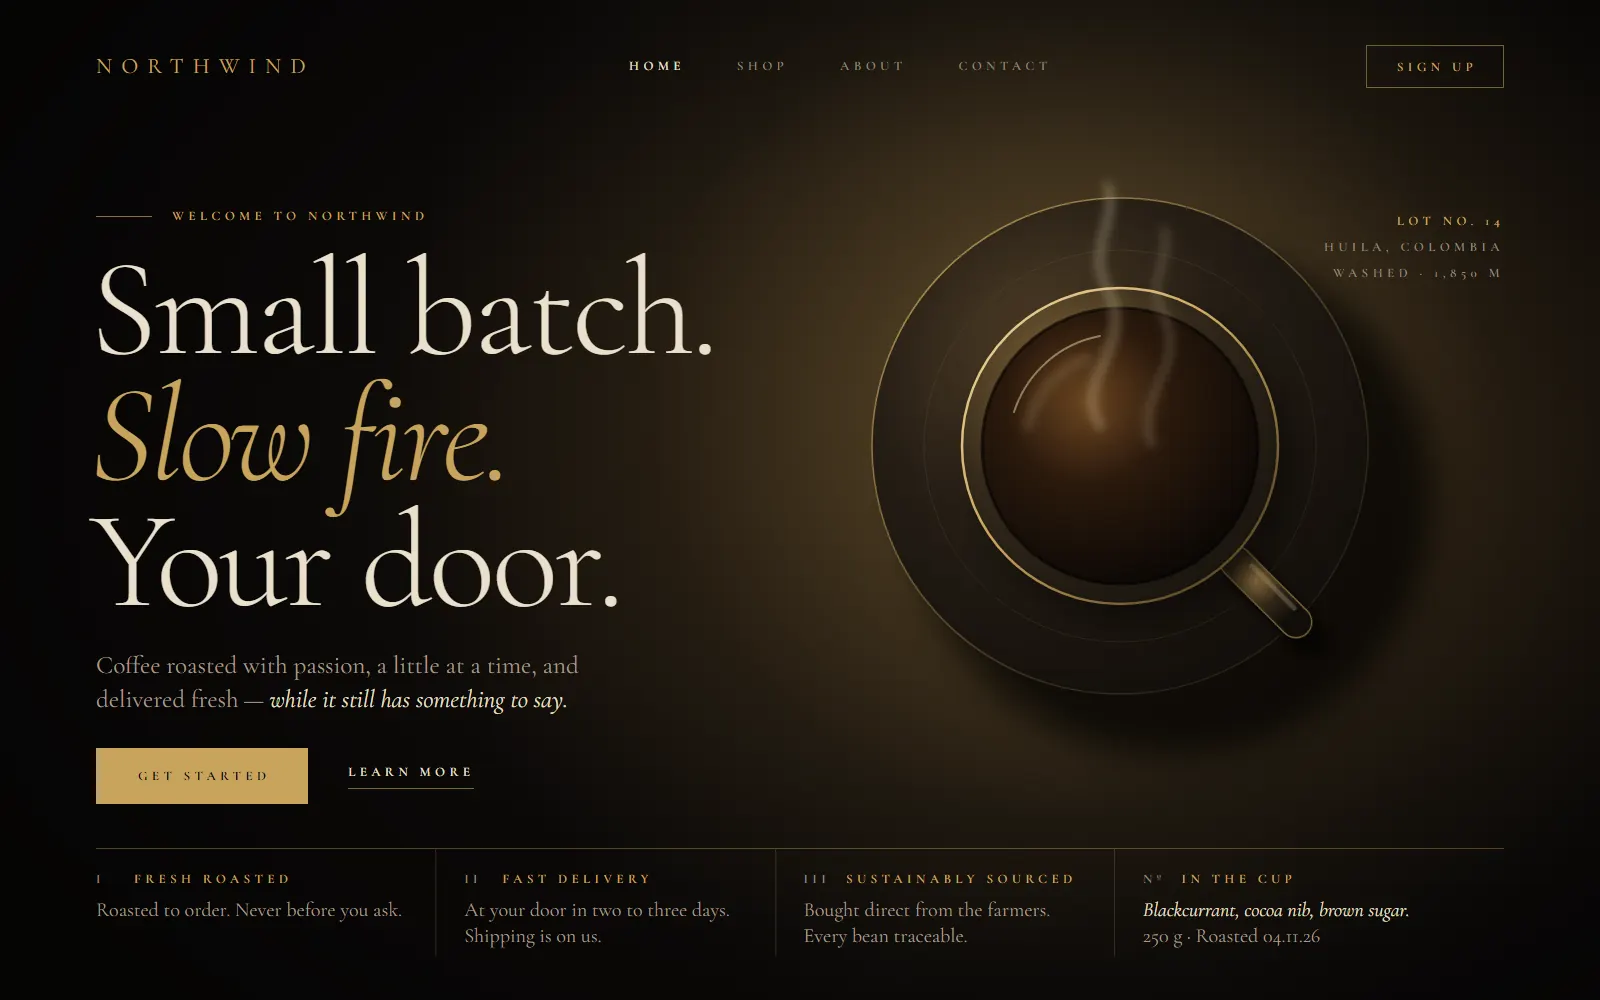 NORTHWIND
HOME SHOP ABOUT CONTACT
SIGN UP
WELCOME TO NORTHWIND
Small batch.
Slow fire.
Your door.
Coffee roasted with passion, a little at a time, and
delivered fresh — while it still has something to say.
GET STARTED
LEARN MORE
LOT NO. 14
HUILA, COLOMBIA
WASHED · 1,850 M
I FRESH ROASTED
Roasted to order. Never before you ask.
II FAST DELIVERY
At your door in two to three days.
Shipping is on us.
III SUSTAINABLY SOURCED
Bought direct from the farmers.
Every bean traceable.
Nº IN THE CUP
Blackcurrant, cocoa nib, brown sugar.
250 g · Roasted 04.11.26